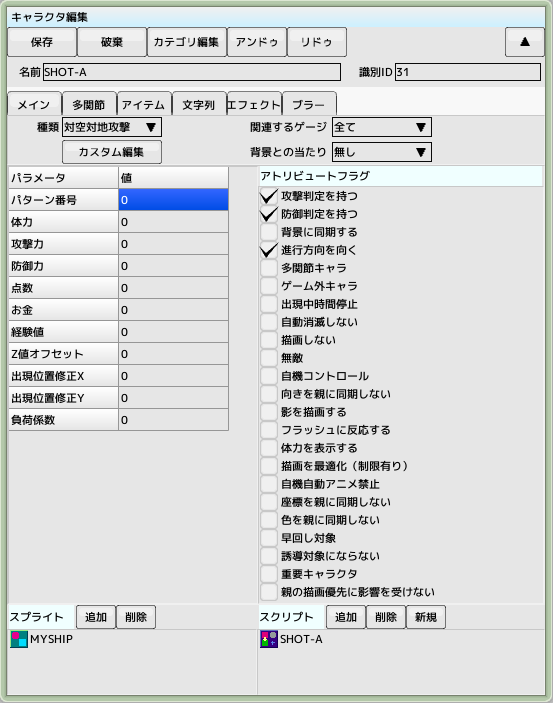 キャラクタ編集
保存 破棄 カテゴリ編集 アンドゥ リドゥ ▲
名前 SHOT-A 識別ID 31
メイン 多関節 アイテム 文字列 エフェクト ブラー
種類 対空対地攻撃 ▼ 関連するゲージ 全て ▼
カスタム編集 背景との当たり 無し ▼
パラメータ 値
パターン番号 0
体力 0
攻撃力 0
防御力 0
点数 0
お金 0
経験値 0
Z値オフセット 0
出現位置修正X 0
出現位置修正Y 0
負荷係数 0
アトリビュートフラグ
攻撃判定を持つ
防御判定を持つ
背景に同期する
進行方向を向く
多関節キャラ
ゲーム外キャラ
出現中時間停止
自動消滅しない
描画しない
無敵
自機コントロール
向きを親に同期しない
影を描画する
フラッシュに反応する
体力を表示する
描画を最適化（制限有り）
自機自動アニメ禁止
座標を親に同期しない
色を親に同期しない
早回し対象
誘導対象にならない
重要キャラクタ
親の描画優先に影響を受けない
スプライト 追加 削除
MYSHIP
スクリプト 追加 削除 新規
SHOT-A